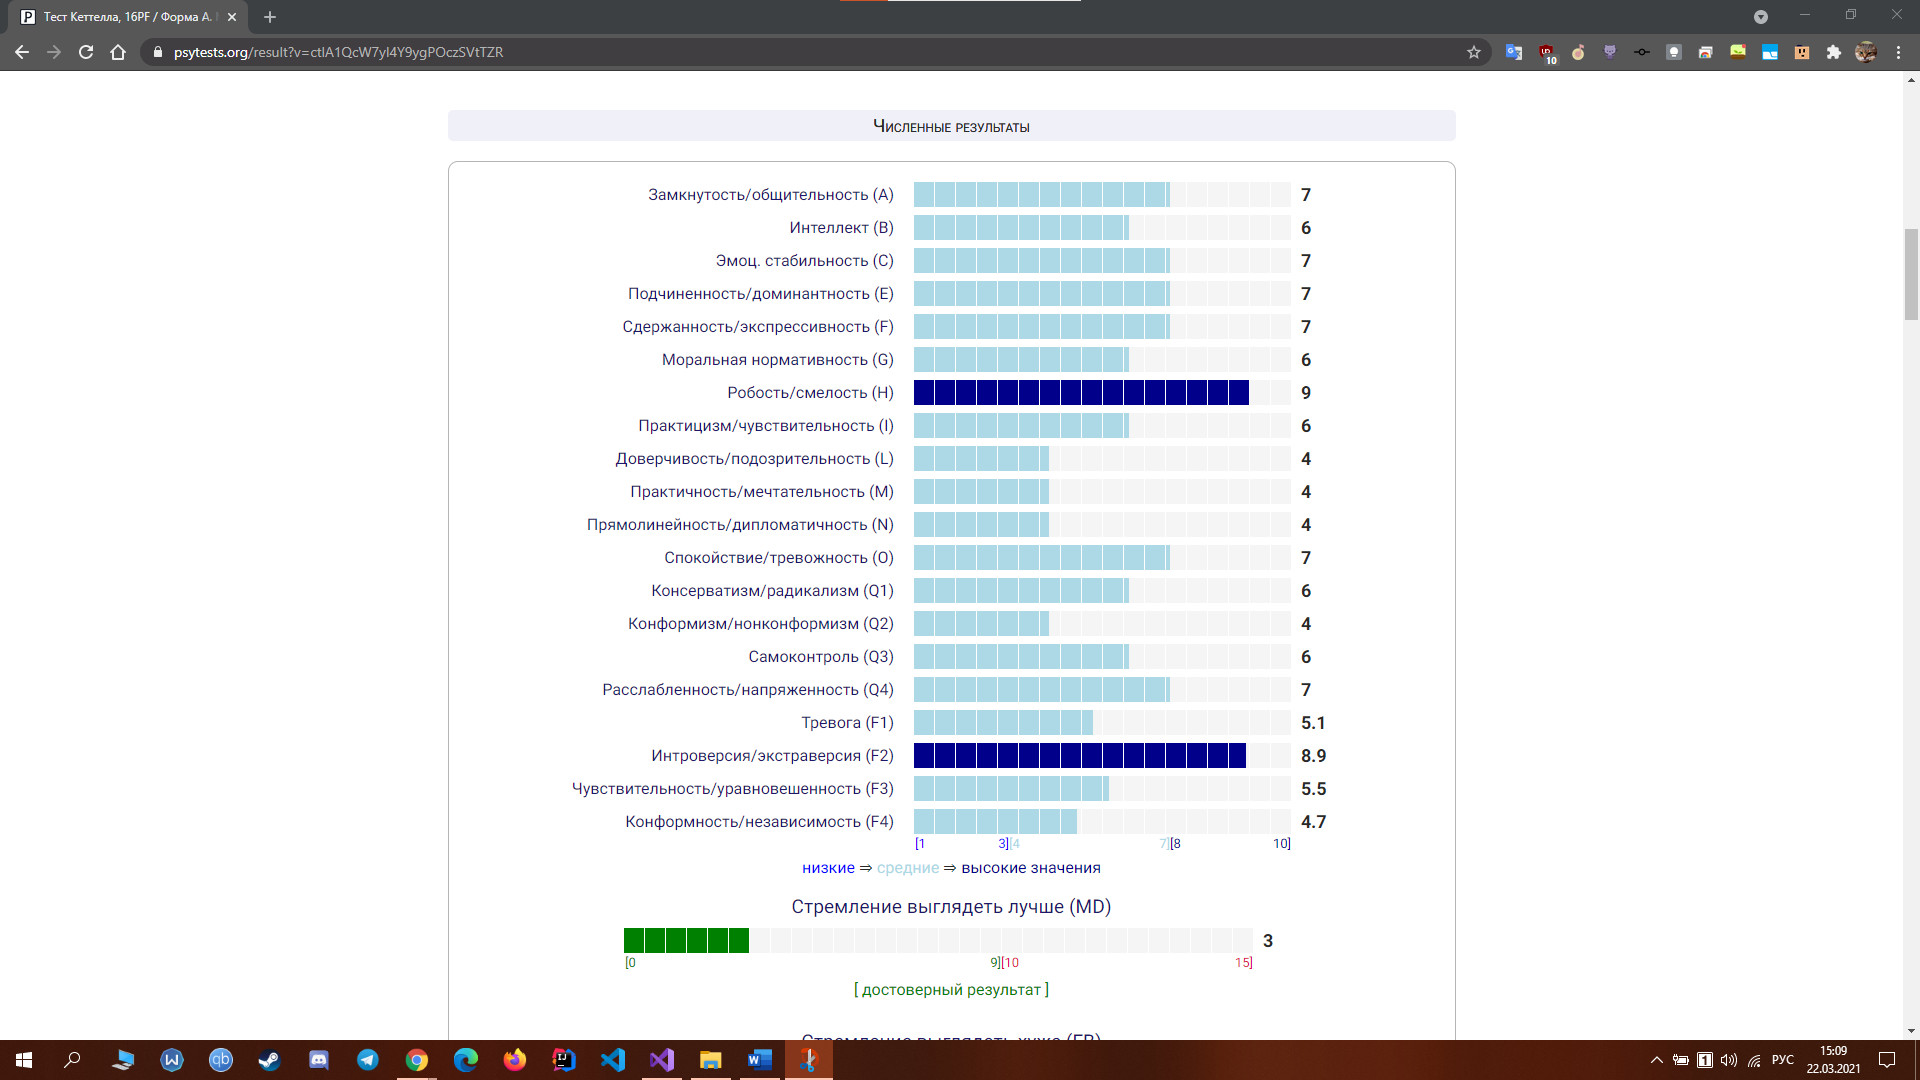 Тест Кеттелла, 16PF / Форма А.
psytests.org/result?v=ctlA1QcW7yI4Y9ygPOczSVtTZR
10
Численные результаты
Замкнутость/общительность (A) 7
Интеллект (B) 6
Эмоц. стабильность (C) 7
Подчиненность/доминантность (E) 7
Сдержанность/экспрессивность (F) 7
Моральная нормативность (G) 6
Робость/смелость (H) 9
Практицизм/чувствительность (I) 6
Доверчивость/подозрительность (L) 4
Практичность/мечтательность (M) 4
Прямолинейность/дипломатичность (N) 4
Спокойствие/тревожность (O) 7
Консерватизм/радикализм (Q1) 6
Конформизм/нонконформизм (Q2) 4
Самоконтроль (Q3) 6
Расслабленность/напряженность (Q4) 7
Тревога (F1) 5.1
Интроверсия/экстраверсия (F2) 8.9
Чувствительность/уравновешенность (F3) 5.5
Конформность/независимость (F4) 4.7
[1 3][4 7][8 10]
низкие ⇒ средние ⇒ высокие значения
Стремление выглядеть лучше (MD)
3
[0 9][10 15]
[ достоверный результат ]
Стремление выглядеть хуже (FB)
РУС
15:09
22.03.2021